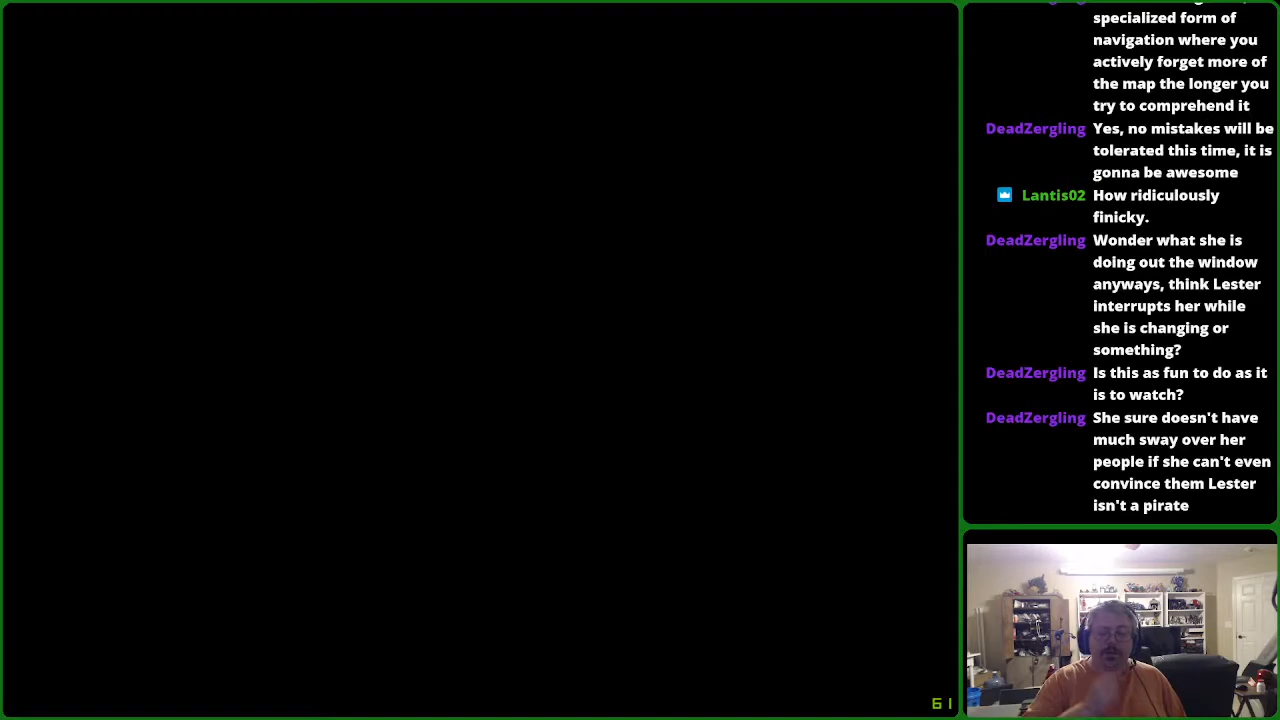 specialized form of
navigation where you
actively forget more of
the map the longer you
try to comprehend it
DeadZergling Yes, no mistakes will be
tolerated this time, it is
gonna be awesome
Lantis02 How ridiculously
finicky.
DeadZergling Wonder what she is
doing out the window
anyways, think Lester
interrupts her while
she is changing or
something?
DeadZergling Is this as fun to do as it
is to watch?
DeadZergling She sure doesn't have
much sway over her
people if she can't even
convince them Lester
isn't a pirate
61